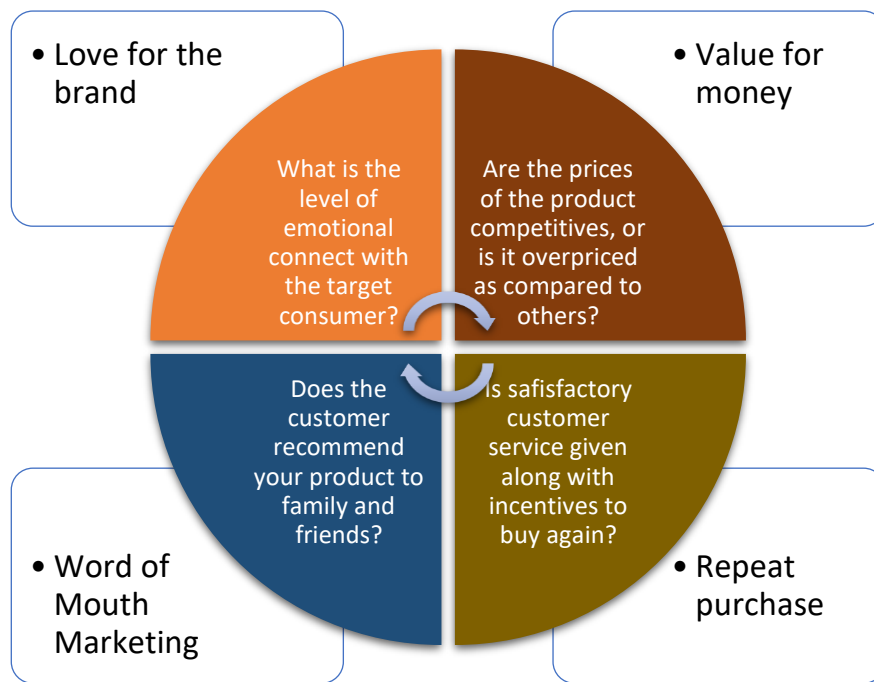 • Love for the
brand
• Value for
money
What is the
level of
emotional
connect with
the target
consumer?
Are the prices
of the product
competitives, or
is it overpriced
as compared to
others?
Does the
customer
recommend
your product to
family and
friends?
Is safisfactory
customer
service given
along with
incentives to
buy again?
• Word of
Mouth
Marketing
• Repeat
purchase